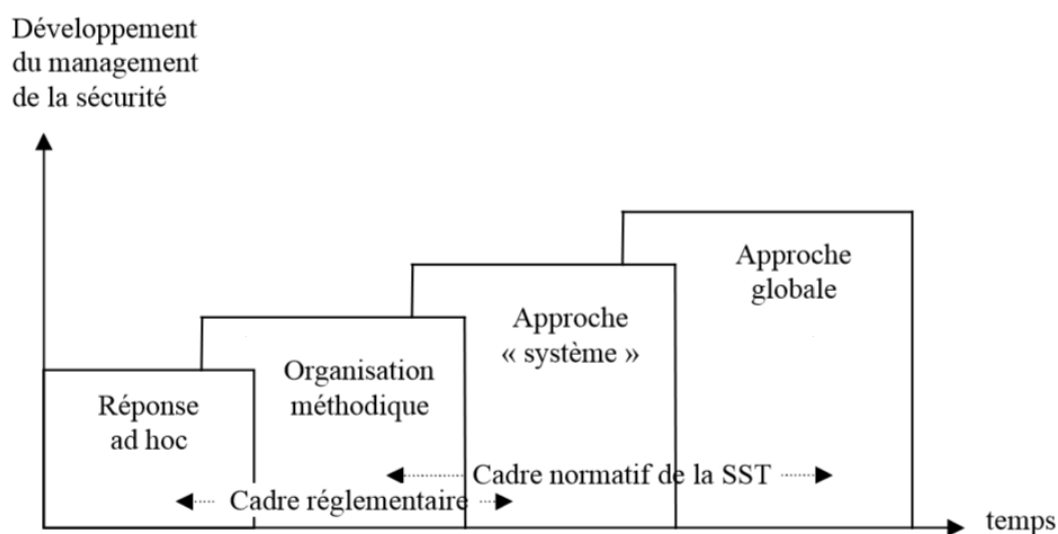 Développement
du management
de la sécurité
Approche
globale
Approche
« système »
Organisation
méthodique
Réponse
ad hoc
Cadre normatif de la SST
Cadre réglementaire
temps